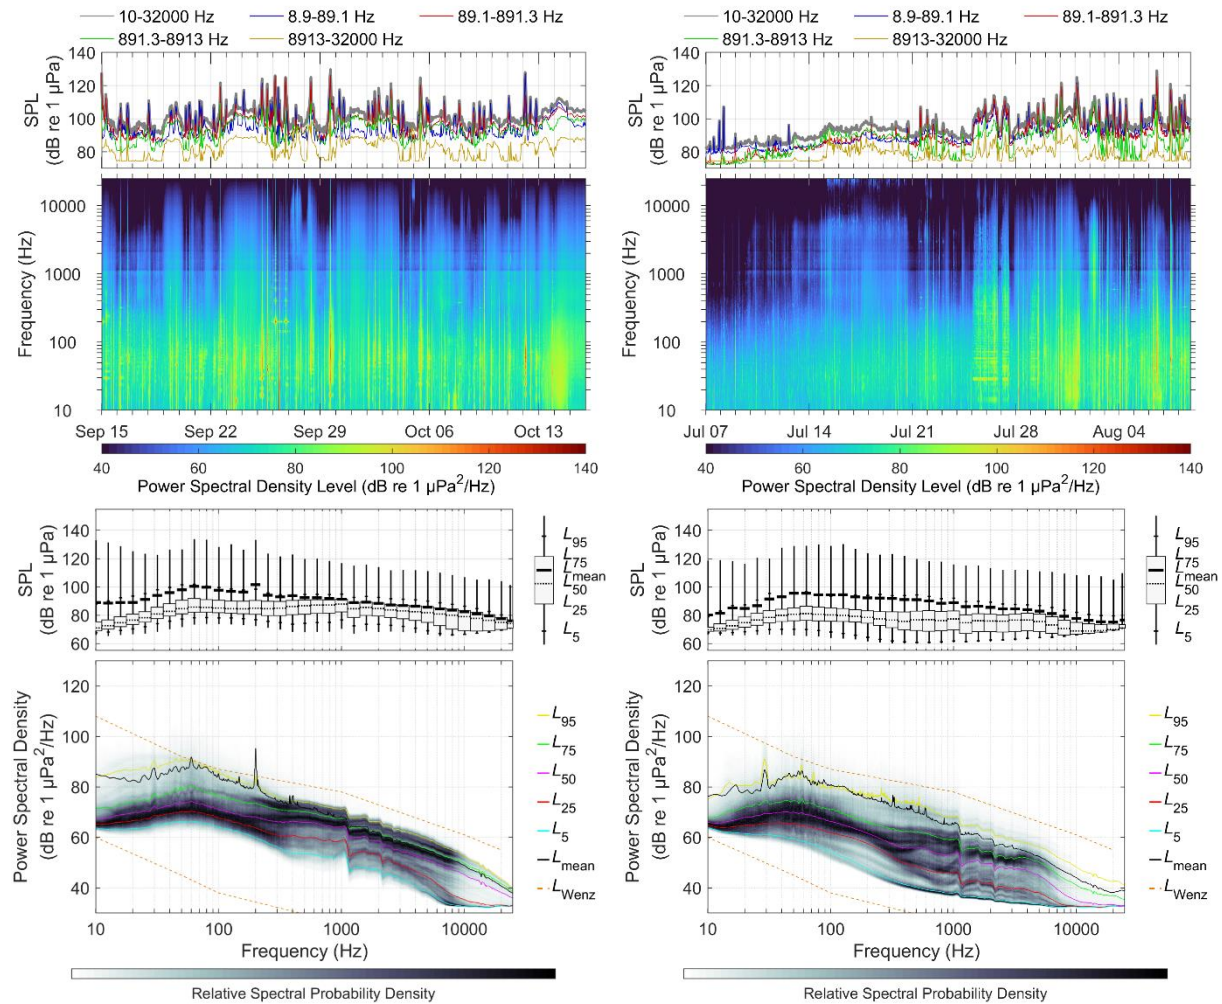 10-32000 Hz 8.9-89.1 Hz 89.1-891.3 Hz
891.3-8913 Hz 8913-32000 Hz
SPL
(dB re 1 µPa)
140
120
100
80
Frequency (Hz)
10000
1000
100
10
Sep 15 Sep 22 Sep 29 Oct 06 Oct 13
40 60 80 100 120 140
Power Spectral Density Level (dB re 1 µPa²/Hz)
SPL
(dB re 1 µPa)
140
120
100
80
60
L95
L75
Lmean
L50
L25
L5
Power Spectral Density
(dB re 1 µPa²/Hz)
120
100
80
60
40
10 100 1000 10000
Frequency (Hz)
L95
L75
L50
L25
L5
Lmean
LWenz
Relative Spectral Probability Density
10-32000 Hz 8.9-89.1 Hz 89.1-891.3 Hz
891.3-8913 Hz 8913-32000 Hz
SPL
(dB re 1 µPa)
140
120
100
80
Frequency (Hz)
10000
1000
100
10
Jul 07 Jul 14 Jul 21 Jul 28 Aug 04
40 60 80 100 120 140
Power Spectral Density Level (dB re 1 µPa²/Hz)
SPL
(dB re 1 µPa)
140
120
100
80
60
L95
L75
Lmean
L50
L25
L5
Power Spectral Density
(dB re 1 µPa²/Hz)
120
100
80
60
40
10 100 1000 10000
Frequency (Hz)
L95
L75
L50
L25
L5
Lmean
LWenz
Relative Spectral Probability Density